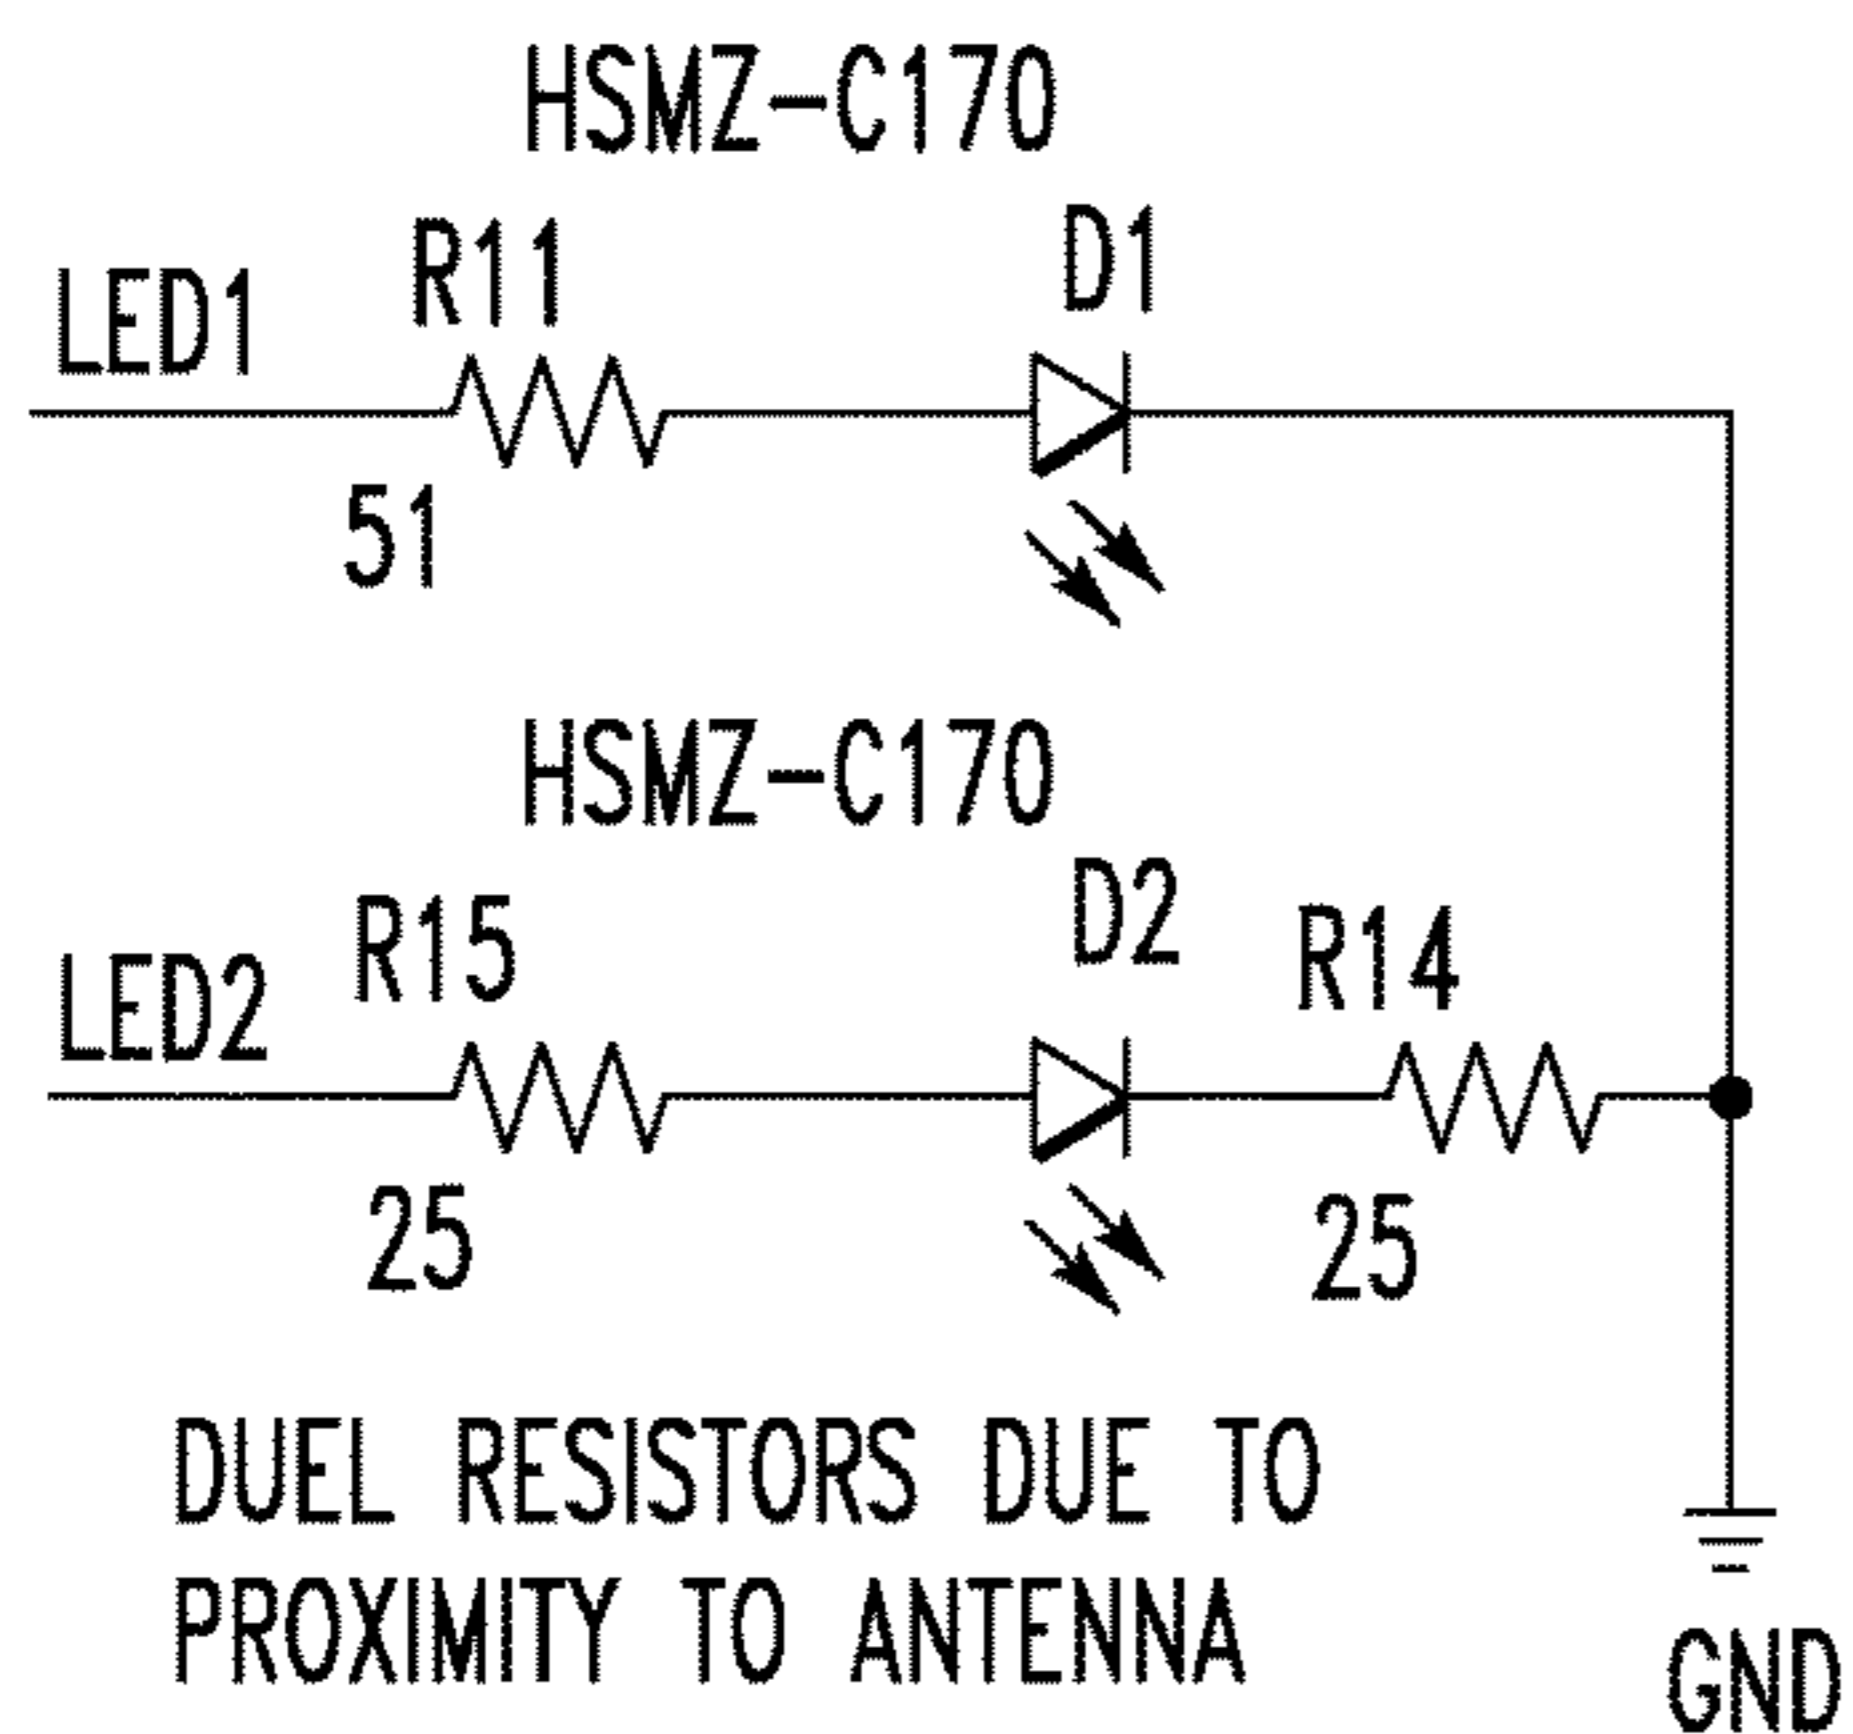 HSMZ-C170
D1
R11
LED1
51
HSMZ-C170
D2
R15
R14
LED2
25
25
DUEL RESISTORS DUE TO
PROXIMITY TO ANTENNA
GND